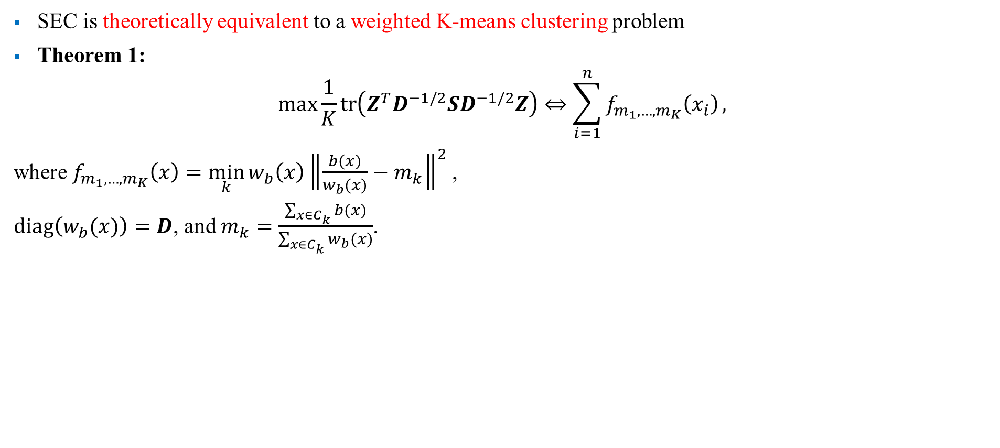 ▪ SEC is theoretically equivalent to a weighted K-means clustering problem
▪ Theorem 1:
$\max \frac{1}{K} \mathrm{tr}(\boldsymbol{Z}^T \boldsymbol{D}^{-1/2} \boldsymbol{S} \boldsymbol{D}^{-1/2} \boldsymbol{Z}) \Leftrightarrow \sum_{i=1}^{n} f_{m_1,\ldots,m_K}(x_i),$
where $f_{m_1,\ldots,m_K}(x) = \min_k w_b(x) \left\| \frac{b(x)}{w_b(x)} - m_k \right\|^2$ ,
$\mathrm{diag}(w_b(x)) = \boldsymbol{D}$, and $m_k = \frac{\sum_{x \in C_k} b(x)}{\sum_{x \in C_k} w_b(x)}$.